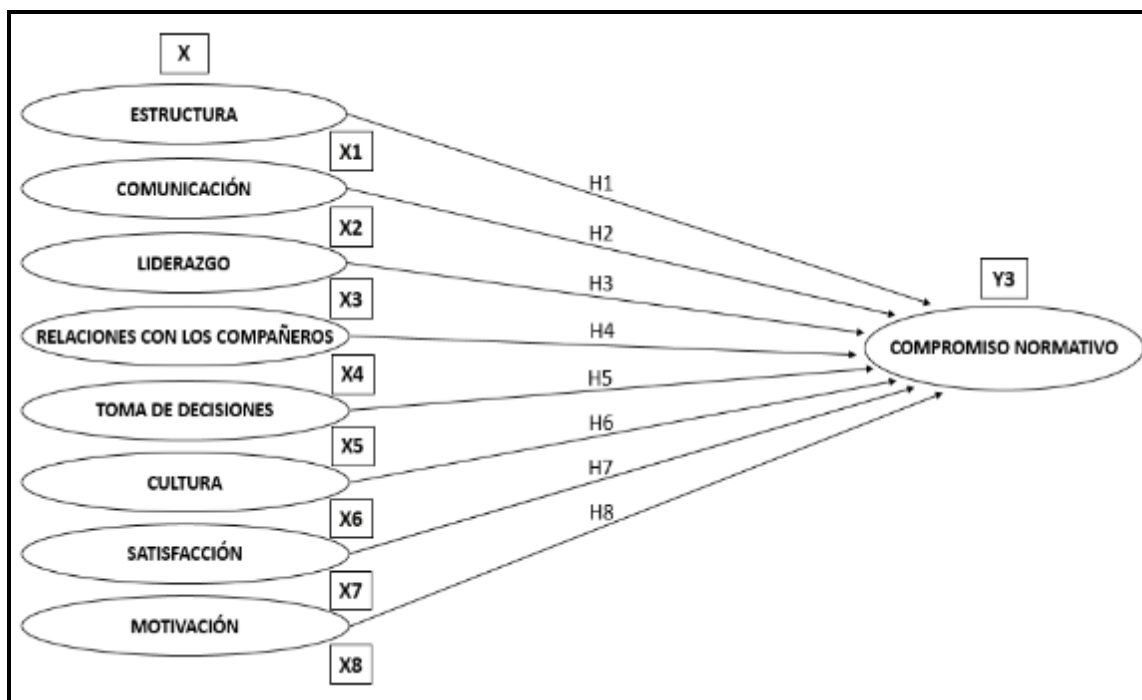 X
ESTRUCTURA
X1
COMUNICACIÓN
X2
LIDERAZGO
X3
RELACIONES CON LOS COMPAÑEROS
X4
TOMA DE DECISIONES
X5
CULTURA
X6
SATISFACCIÓN
X7
MOTIVACIÓN
X8
H1
H2
H3
H4
H5
H6
H7
H8
Y3
COMPROMISO NORMATIVO